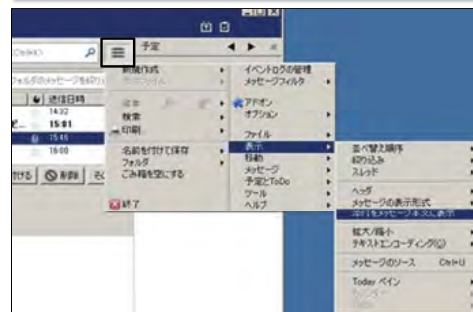 予定
新規作成
イベントログの管理
メッセージフィルタ
送信日時
14:32
15:01
15:45
16:00
検索
印刷
アドオン
オプション
ファイル
表示
移動
メッセージ
予定とToDo
ツール
ヘルプ
名前を付けて保存
フォルダ
ごみ箱を空にする
終了
削除
並べ替え順序
絞り込み
スレッド
ヘッダ
メッセージの表示形式
添付をメッセージ本文に表示
拡大/縮小
テキストエンコーディング(C)
メッセージのソース Ctrl+U
Today ペイン